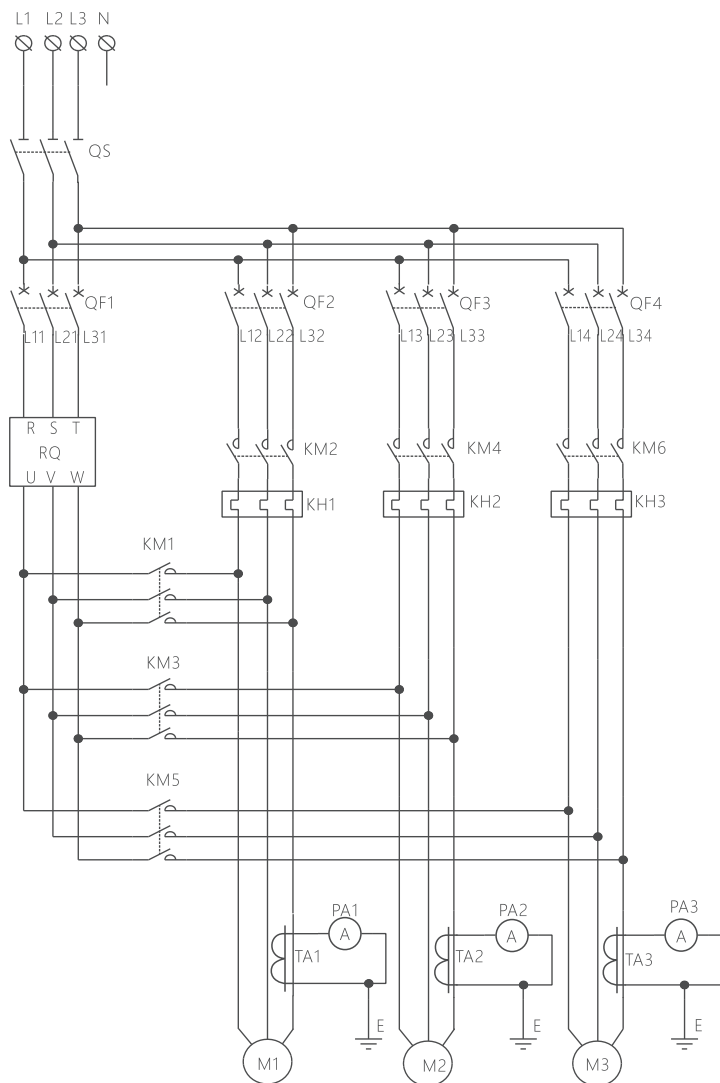 L1 L2 L3 N
QS
QF1 QF2 QF3 QF4
L11 L21 L31 L12 L22 L32 L13 L23 L33 L14 L24 L34
R S T
RQ
U V W
KM2 KM4 KM6
KH1 KH2 KH3
KM1
KM3
KM5
PA1 PA2 PA3
A A A
TA1 TA2 TA3
E E E
M1 M2 M3